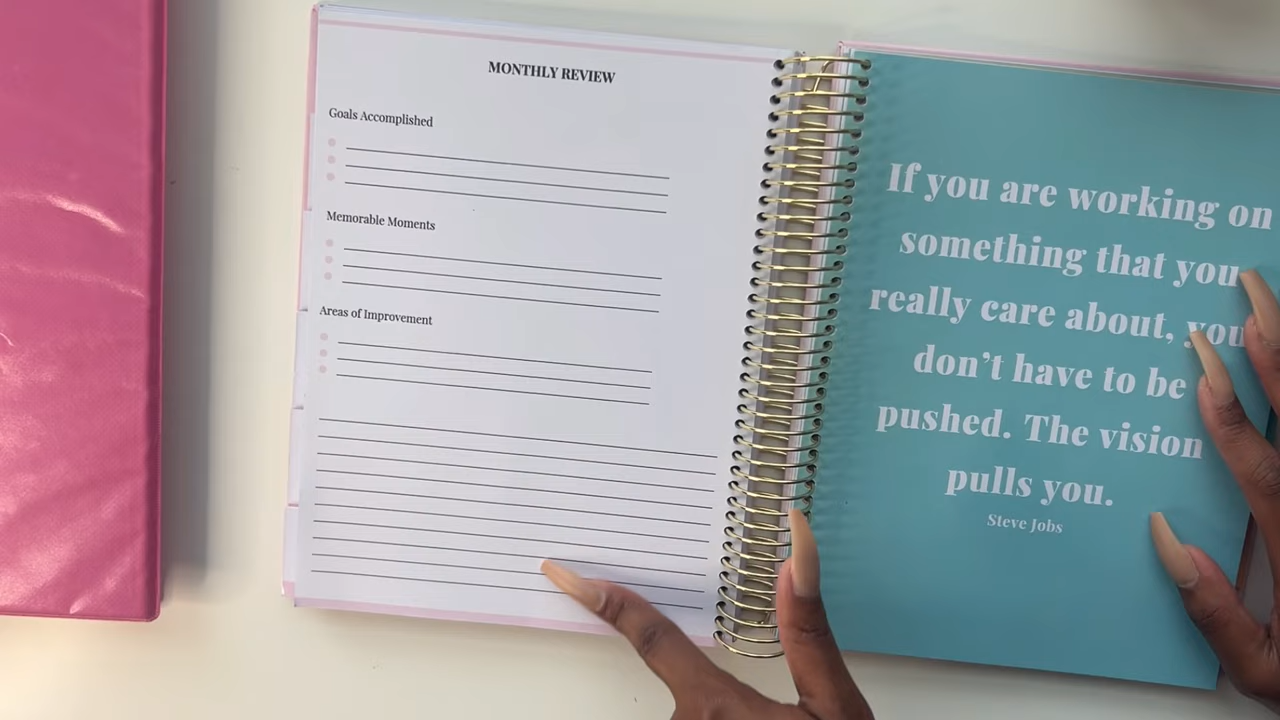 MONTHLY REVIEW
Goals Accomplished
Memorable Moments
Areas of Improvement
If you are working on
something that you
really care about, you
don’t have to be
pushed. The vision
pulls you.
Steve Jobs